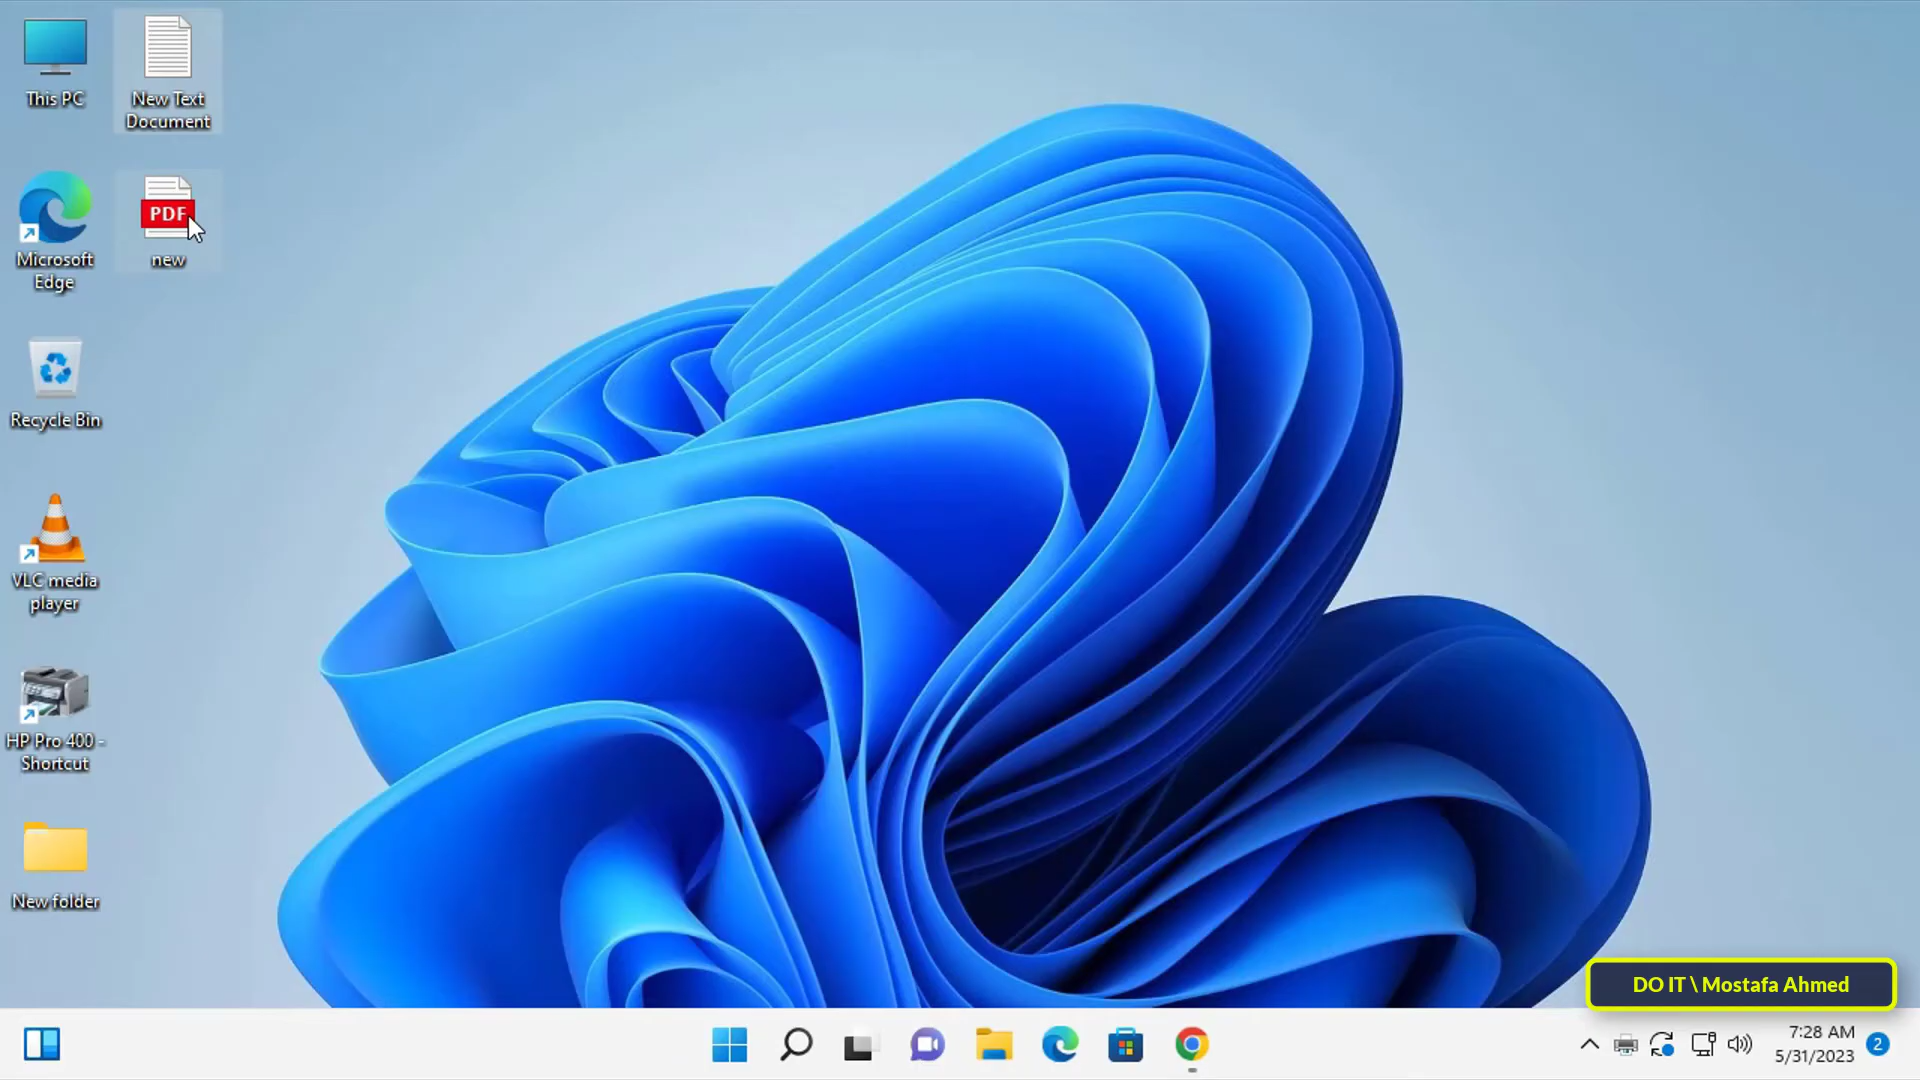 This PC
New Text
Document
Microsoft
Edge
PDF
new
Recycle Bin
VLC media
player
HP Pro 400 -
Shortcut
New folder
DO IT \ Mostafa Ahmed
7:28 AM
5/31/2023
2